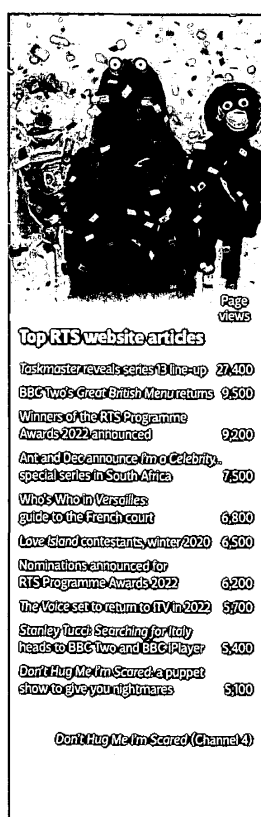 Page
views
Top RTS website articles
Taskmaster reveals series 13 line-up 27,400
BBC Two's Great British Menu returns 9,500
Winners of the RTS Programme
Awards 2022 announced 9,200
Ant and Dec announce I'm a Celebrity..
special series in South Africa 7,500
Who's Who in Versailles:
guide to the French court 6,800
Love Island contestants, winter 2020 6,500
Nominations announced for
RTS Programme Awards 2022 6,200
The Voice set to return to ITV in 2022 5,700
Stanley Tucci: Searching for Italy
heads to BBC Two and BBC iPlayer 5,400
Don't Hug Me I'm Scared: a puppet
show to give you nightmares 5,100
Don't Hug Me I'm Scared (Channel 4)